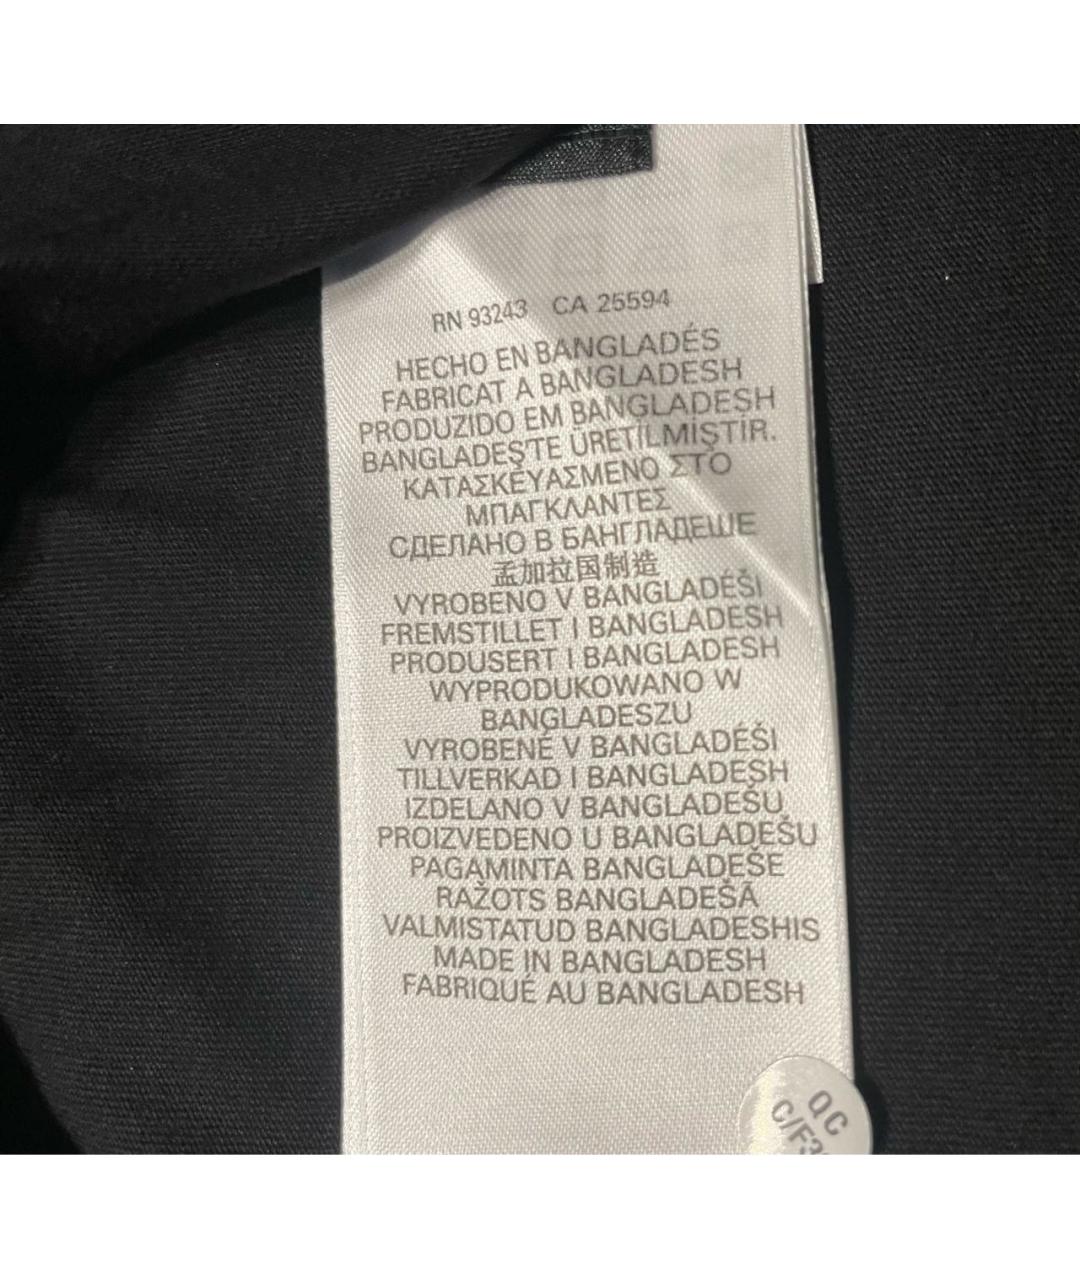 RN 93243 CA 25594
HECHO EN BANGLADÉS
FABRICAT A BANGLADESH
PRODUZIDO EM BANGLADESH
BANGLADEŞTE ÜRETİLMİŞTİR.
ΚΑΤΑΣΚΕΥΑΣΜΕΝΟ ΣΤΟ
ΜΠΑΓΚΛΑΝΤΕΣ
СДЕЛАНО В БАНГЛАДЕШЕ
孟加拉国制造
VYROBENO V BANGLADÉŠI
FREMSTILLET I BANGLADESH
PRODUSERT I BANGLADESH
WYPRODUKOWANO W
BANGLADESZU
VYROBENÉ V BANGLADÉŠI
TILLVERKAD I BANGLADESH
IZDELANO V BANGLADEŠU
PROIZVEDENO U BANGLADEŠU
PAGAMINTA BANGLADEŠE
RAŽOTS BANGLADEŠĀ
VALMISTATUD BANGLADESHIS
MADE IN BANGLADESH
FABRIQUÉ AU BANGLADESH
QC